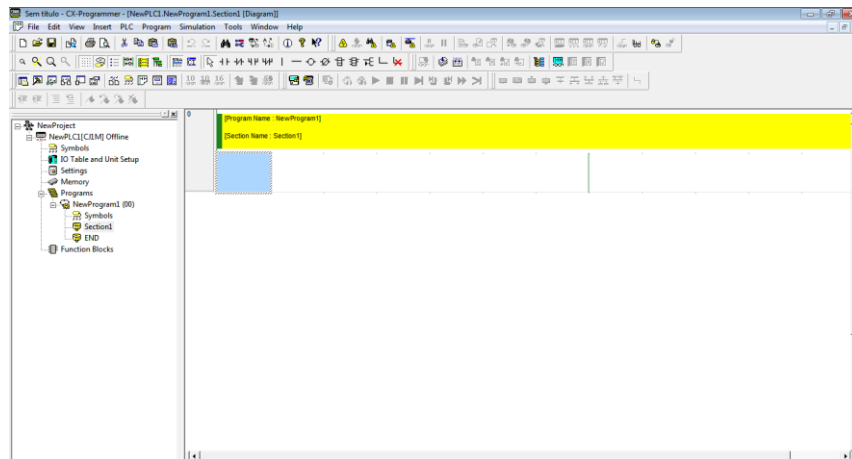 Sem título - CX-Programmer - [NewPLC1.NewProgram1.Section1 [Diagram]]
File Edit View Insert PLC Program Simulation Tools Window Help
NewProject
NewPLC1[CJ1M] Offline
Symbols
IO Table and Unit Setup
Settings
Memory
Programs
NewProgram1 (00)
Symbols
Section1
END
Function Blocks
0
[Program Name : NewProgram1]
[Section Name : Section1]